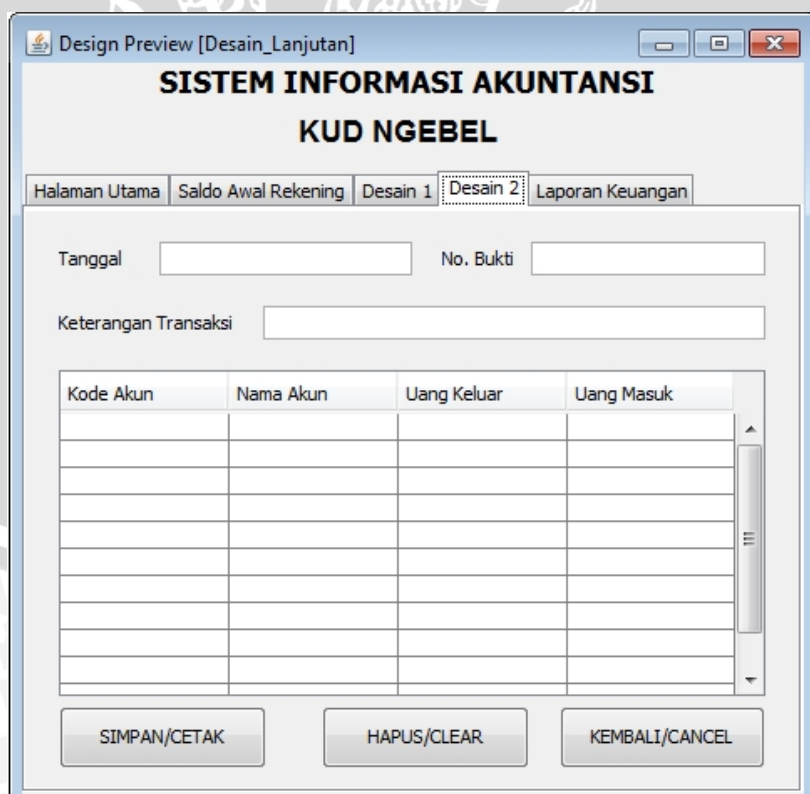 Design Preview [Desain_Lanjutan]
SISTEM INFORMASI AKUNTANSI
KUD NGEBEL
Halaman Utama Saldo Awal Rekening Desain 1 Desain 2 Laporan Keuangan
Tanggal No. Bukti
Keterangan Transaksi
Kode Akun Nama Akun Uang Keluar Uang Masuk
SIMPAN/CETAK HAPUS/CLEAR KEMBALI/CANCEL